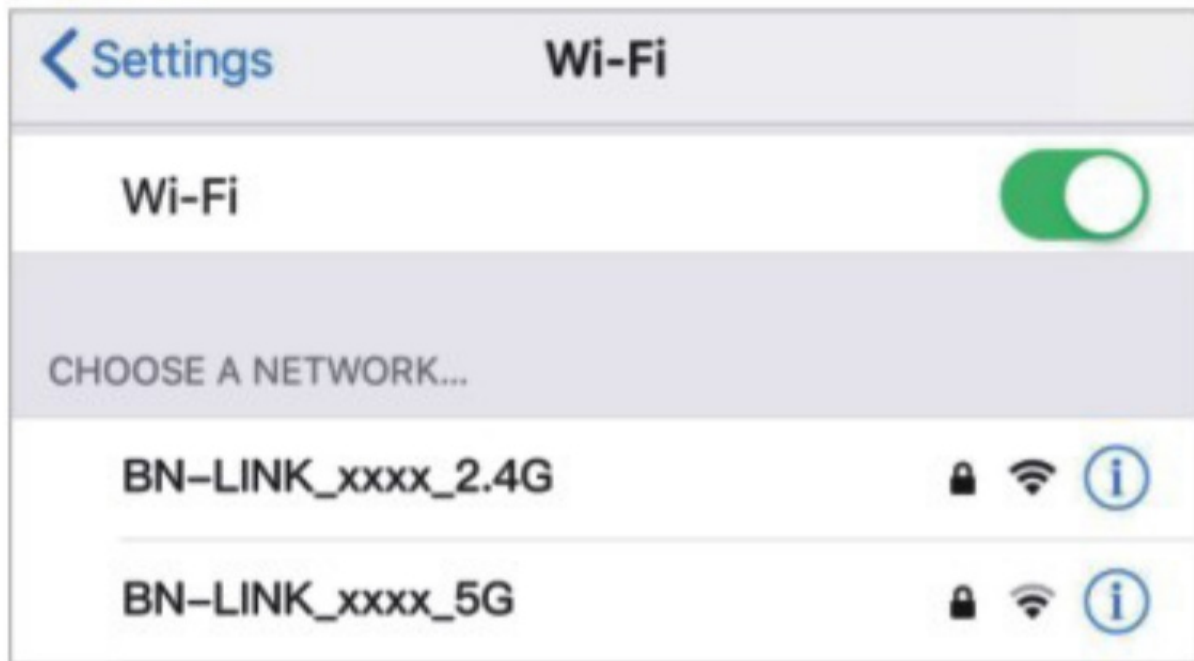 Settings
Wi-Fi
Wi-Fi
CHOOSE A NETWORK...
BN-LINK_xxxx_2.4G
BN-LINK_xxxx_5G